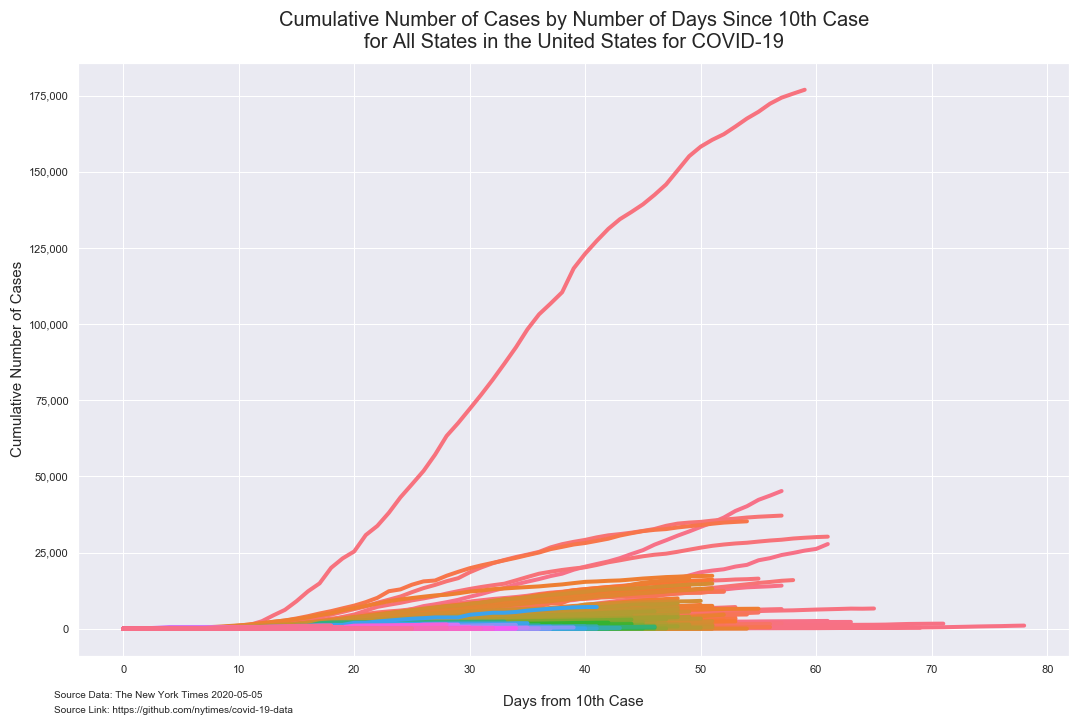 Cumulative Number of Cases by Number of Days Since 10th Case
for All States in the United States for COVID-19
Cumulative Number of Cases
175,000
150,000
125,000
100,000
75,000
50,000
25,000
0
0 10 20 30 40 50 60 70 80
Days from 10th Case
Source Data: The New York Times 2020-05-05
Source Link: https://github.com/nytimes/covid-19-data